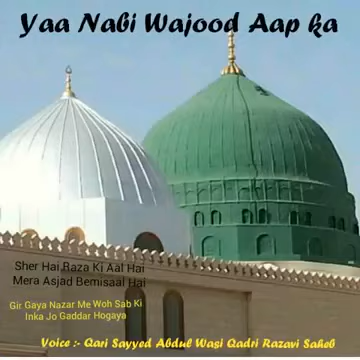 Yaa Nabi Wajood Aap ka
Sher Hai Raza Ki Aal Hai
Mera Asjad Bemisaal Hai
Gir Gaya Nazar Me Woh Sab Ki
Inka Jo Gaddar Hogaya
Voice :- Qari Sayyed Abdul Wasi Qadri Razavi Saheb